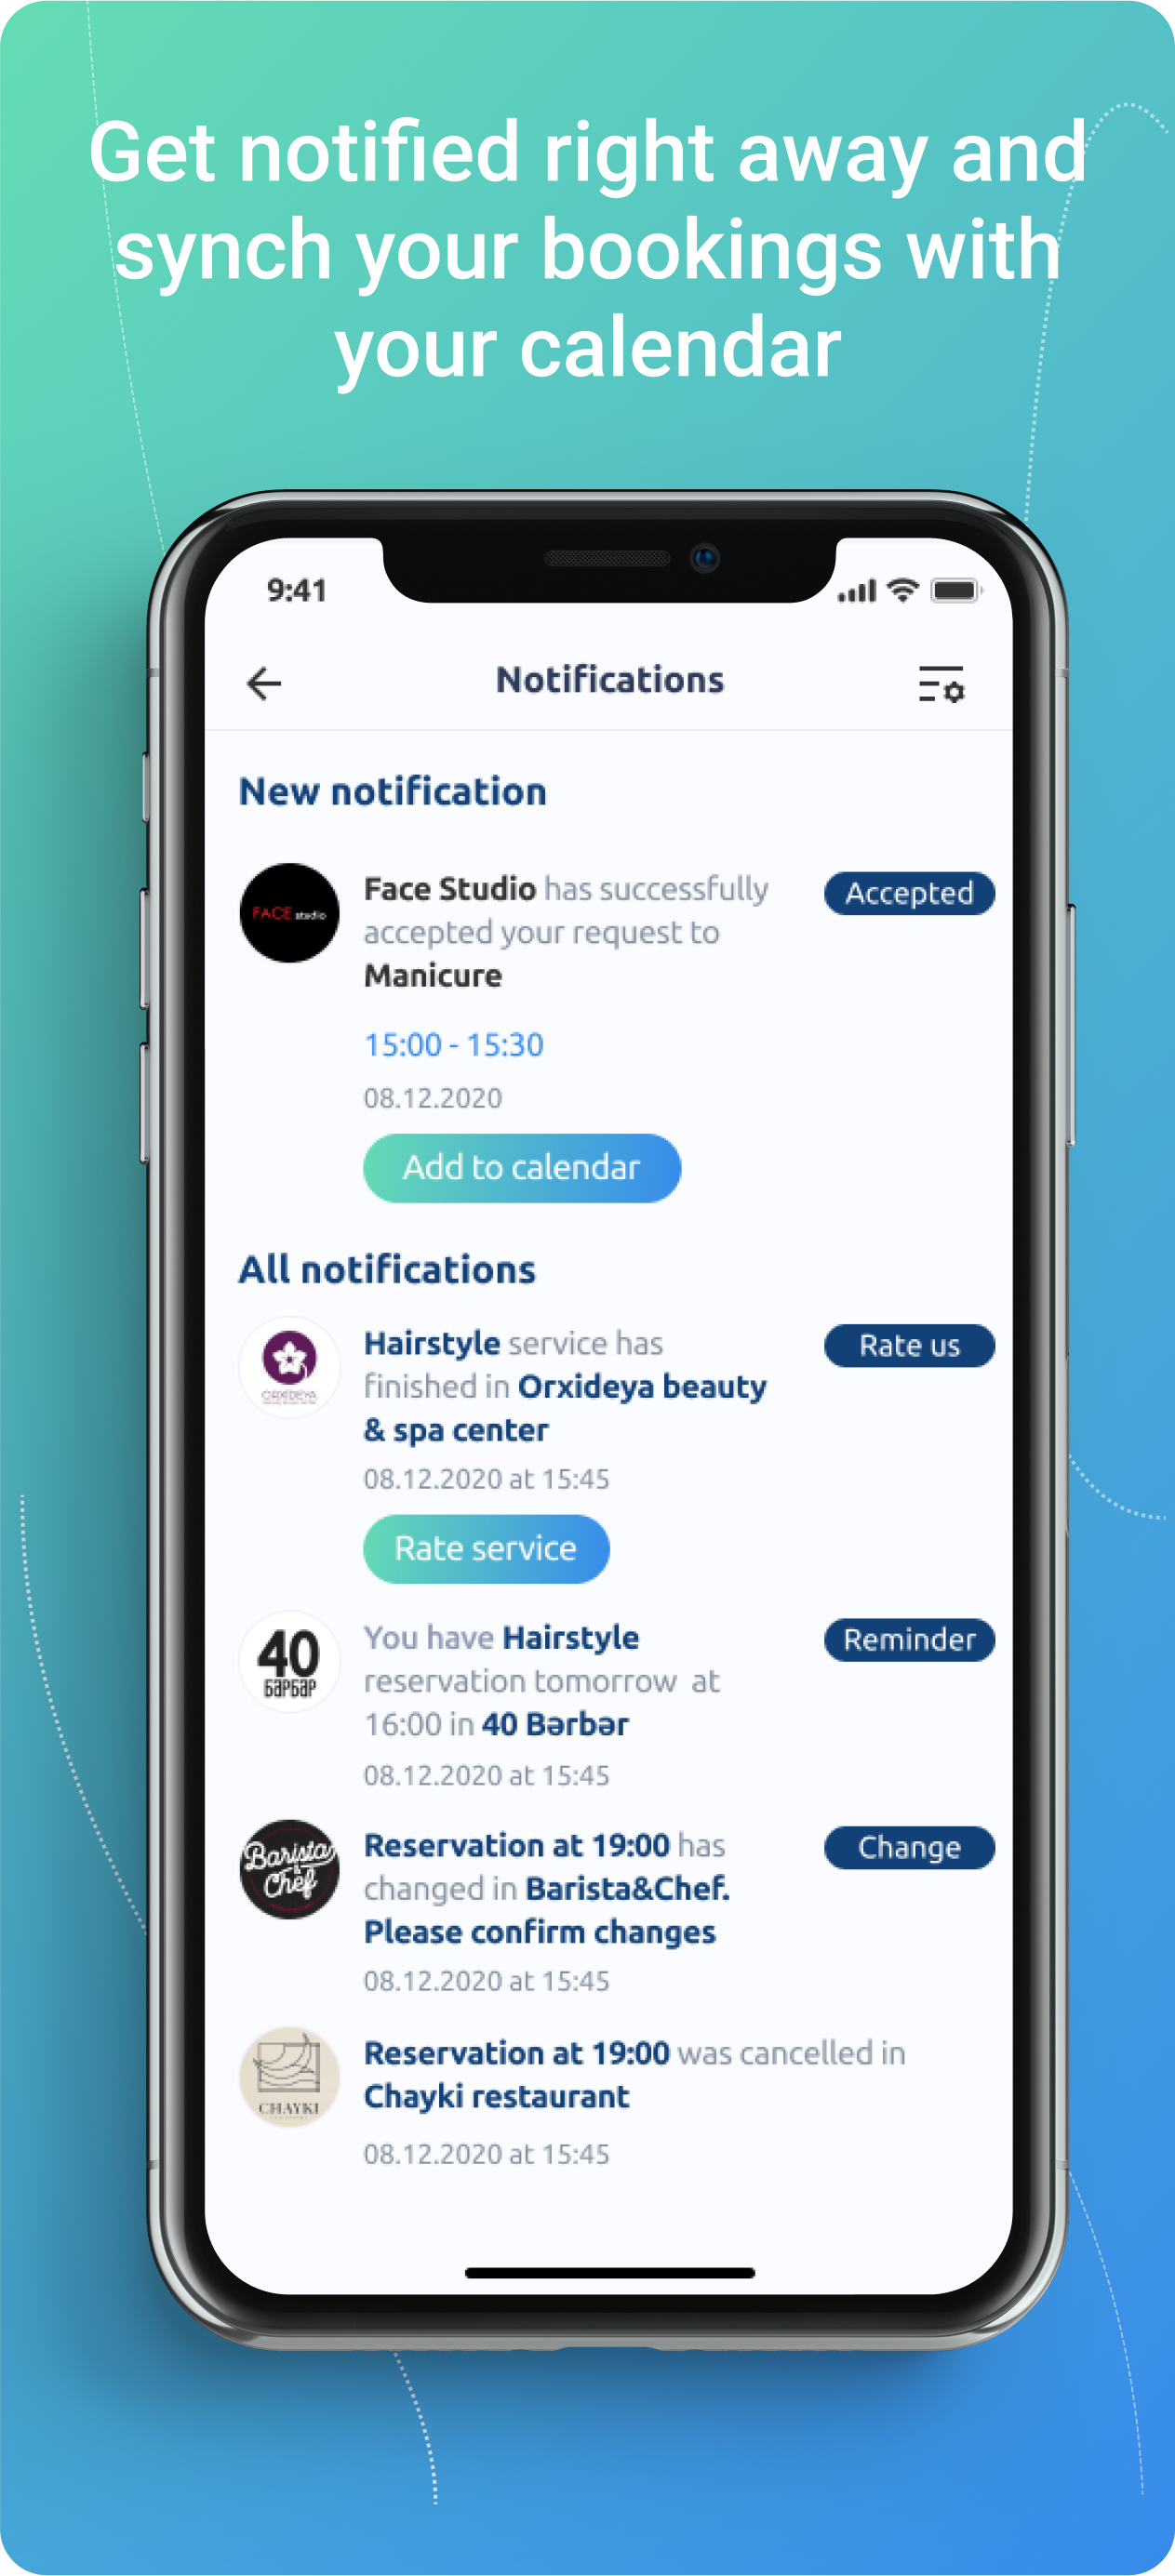 Get notified right away and
synch your bookings with
your calendar
9:41
Notifications
New notification
FACE studio
Face Studio has successfully
accepted your request to
Manicure
Accepted
15:00 - 15:30
08.12.2020
Add to calendar
All notifications
ORXIDEYA
Hairstyle service has
finished in Orxideya beauty
& spa center
Rate us
08.12.2020 at 15:45
Rate service
40
БӘРБӘР
You have Hairstyle
reservation tomorrow at
16:00 in 40 Bərbər
Reminder
08.12.2020 at 15:45
Barista
&
Chef
Reservation at 19:00 has
changed in Barista&Chef.
Please confirm changes
Change
08.12.2020 at 15:45
CHAYKI
Reservation at 19:00 was cancelled in
Chayki restaurant
08.12.2020 at 15:45